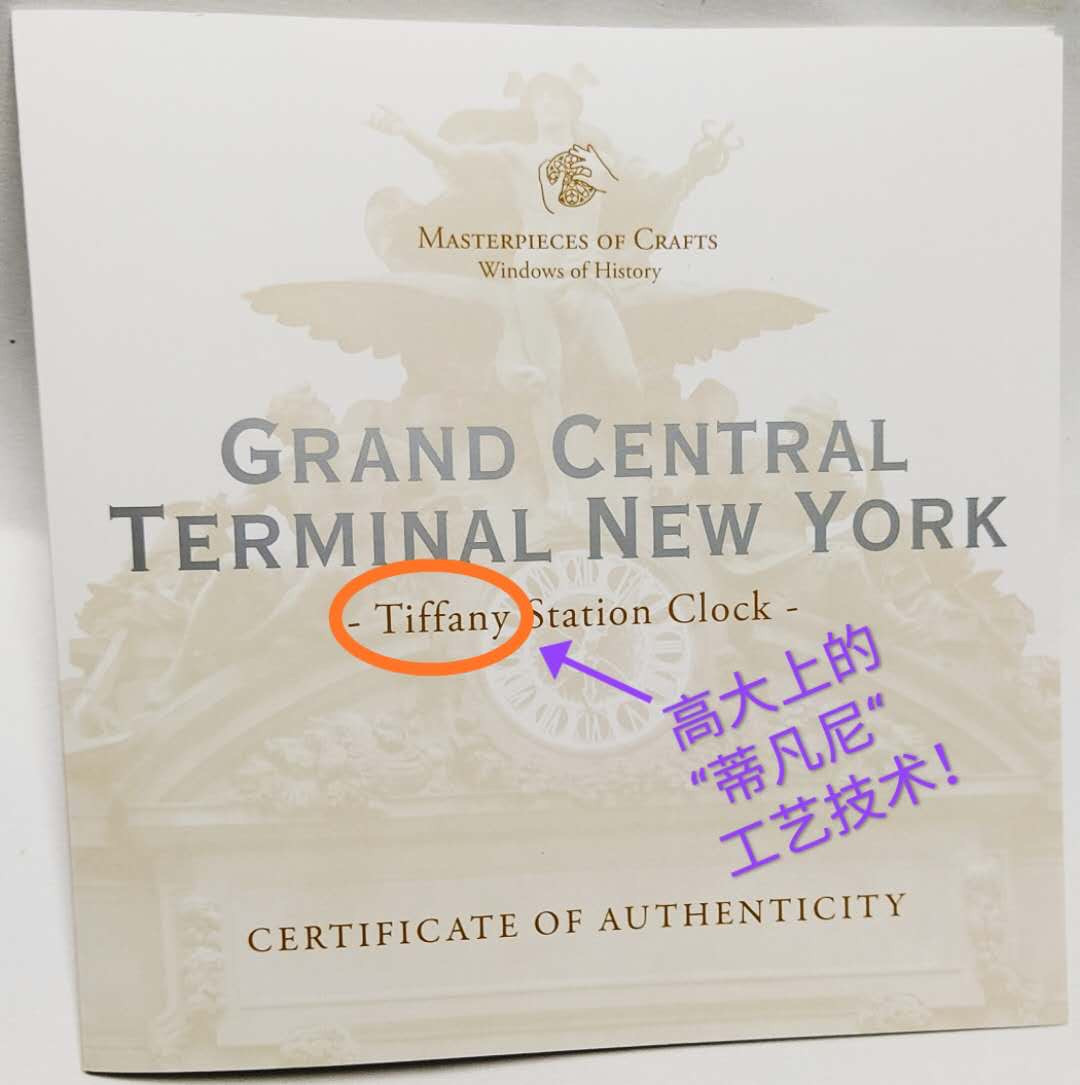 MASTERPIECES OF CRAFTS
Windows of History
GRAND CENTRAL
TERMINAL NEW YORK
- Tiffany Station Clock -
高大上的
“蒂凡尼“
工艺技术！
CERTIFICATE OF AUTHENTICITY